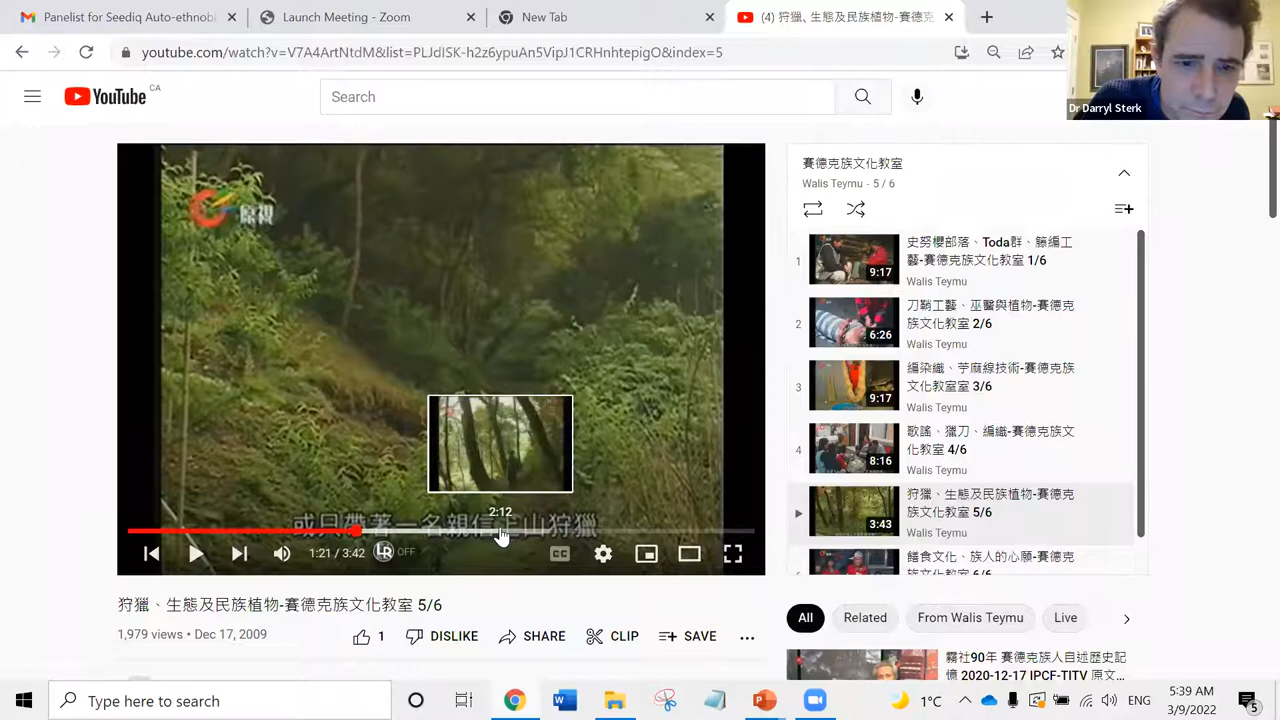 anelist for Seediq Auto-ethn
Launch Meeting - Zoom
New Tab
(4) 狩獵、生態及民族植物-賽德克
youtube.com/watch?v=V7A4ArtNtdM&list=PLJdISK-h2z6ypuAn5VipJ1CRHnhtepigO&index=5
Dr Darryl Sterk
YouTube CA
Search
原視
2:12
1:21 / 3:42
LR OFF
CC
狩獵、生態及民族植物-賽德克族文化教室 5/6
1,979 views • Dec 17, 2009
1
DISLIKE
SHARE
CLIP
SAVE
賽德克族文化教室
Walis Teymu - 5 / 6
1
史努櫻部落、Toda群、籐編工
藝-賽德克族文化教室 1/6
Walis Teymu
9:17
2
刀鞘工藝、巫醫與植物-賽德克
族文化教室 2/6
Walis Teymu
6:26
3
編染織、苧麻線技術-賽德克族
文化教室室 3/6
Walis Teymu
9:17
4
歌謠、獵刀、編織-賽德克族文
化教室 4/6
Walis Teymu
8:16
狩獵、生態及民族植物-賽德克
族文化教室 5/6
Walis Teymu
3:43
餚食文化、族人的心願-賽德克
族文化教室 6/6
All
Related
From Walis Teymu
Live
霧社90年 賽德克族人自述歷史記
憶 2020-12-17 IPCF-TITV 原文...
Type here to search
1°C
ENG
5:39 AM
3/9/2022
5